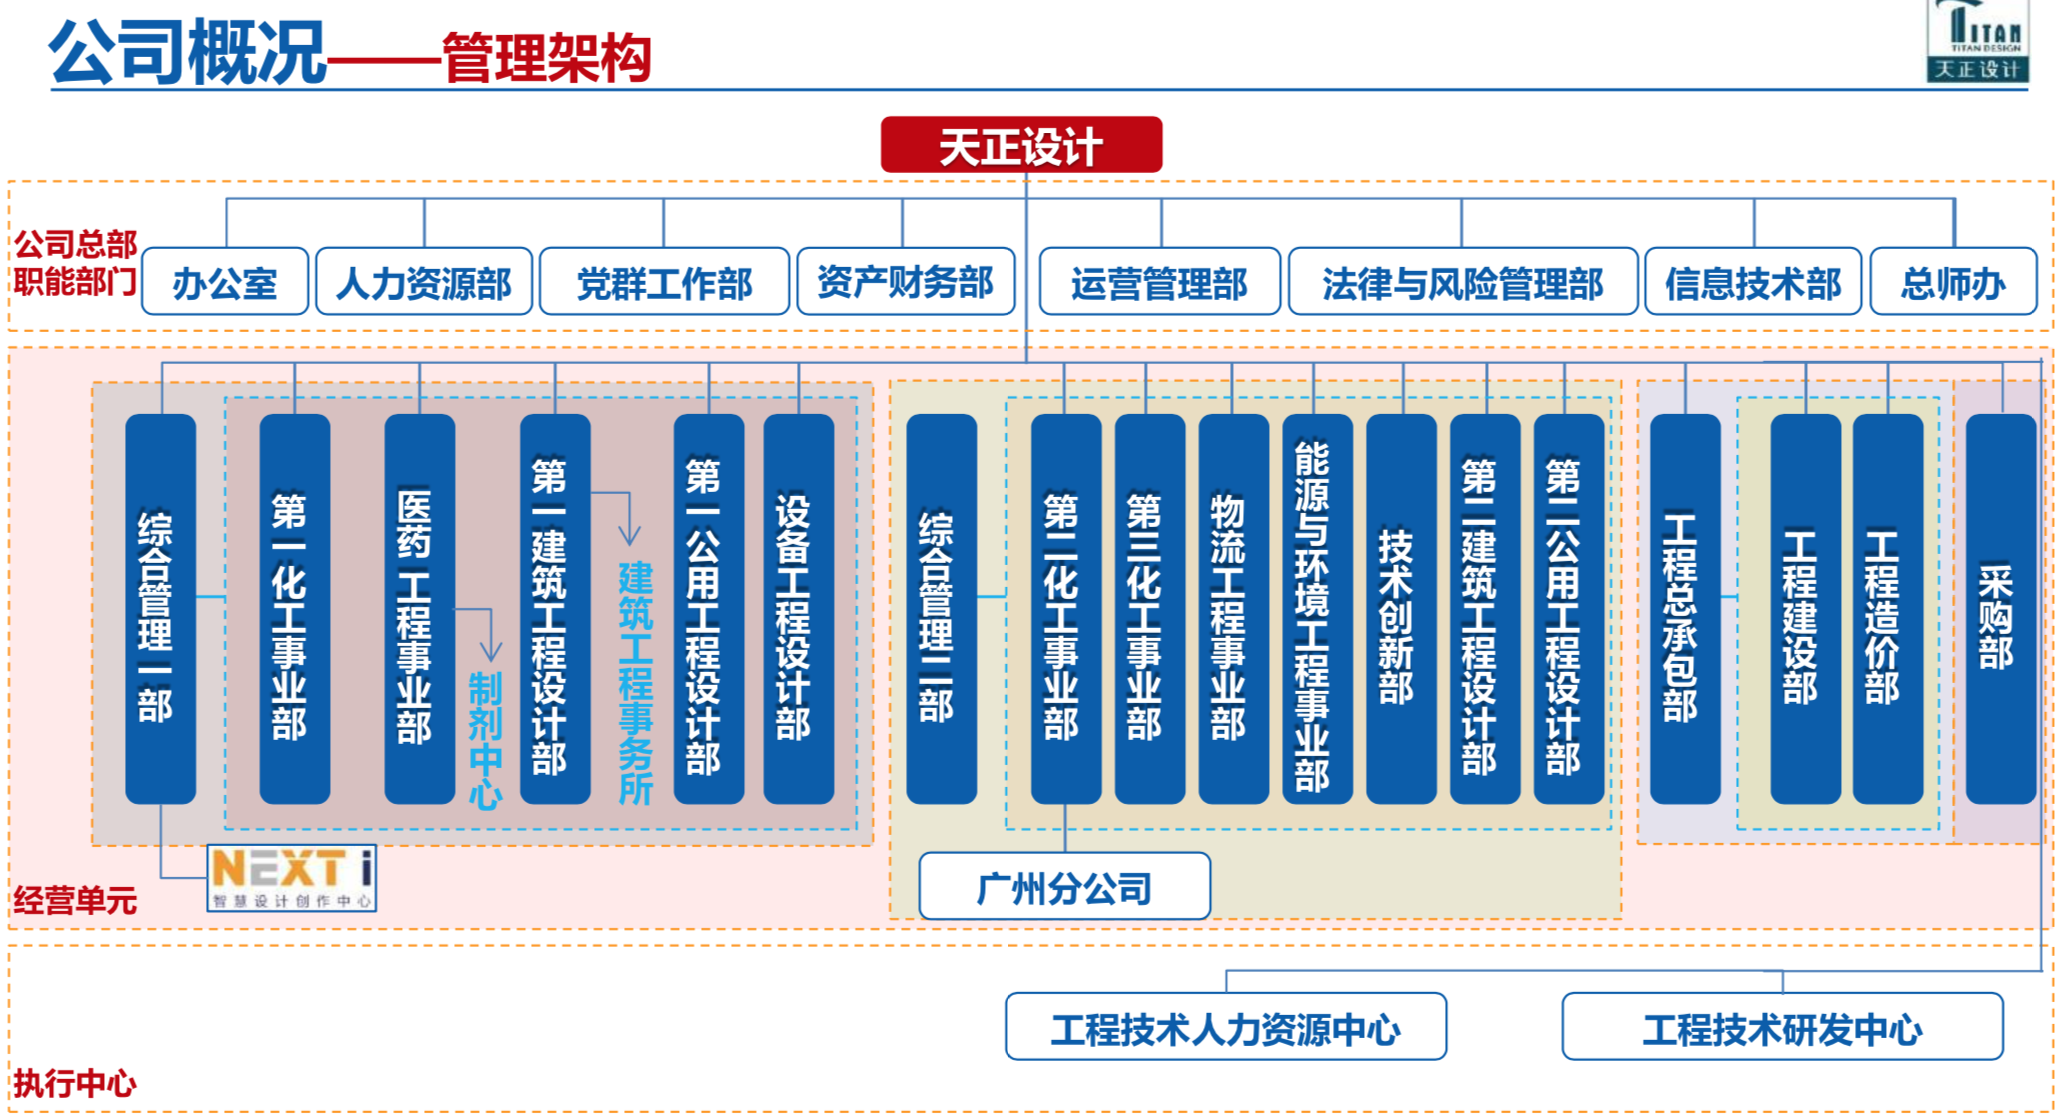 公司概况——管理架构
TITAN
TITAN DESIGN
天正设计
天正设计
公司总部
职能部门
办公室
人力资源部
党群工作部
资产财务部
运营管理部
法律与风险管理部
信息技术部
总师办
综合管理一部
第一化工事业部
医药工程事业部
制剂中心
第一建筑工程设计部
建筑工程事务所
第一公用工程设计部
设备工程设计部
综合管理二部
第二化工事业部
第三化工事业部
物流工程事业部
能源与环境工程事业部
技术创新部
第二建筑工程设计部
第二公用工程设计部
工程总承包部
工程建设部
工程造价部
采购部
NEXT i
智慧设计创作中心
广州分公司
经营单元
工程技术人力资源中心
工程技术研发中心
执行中心